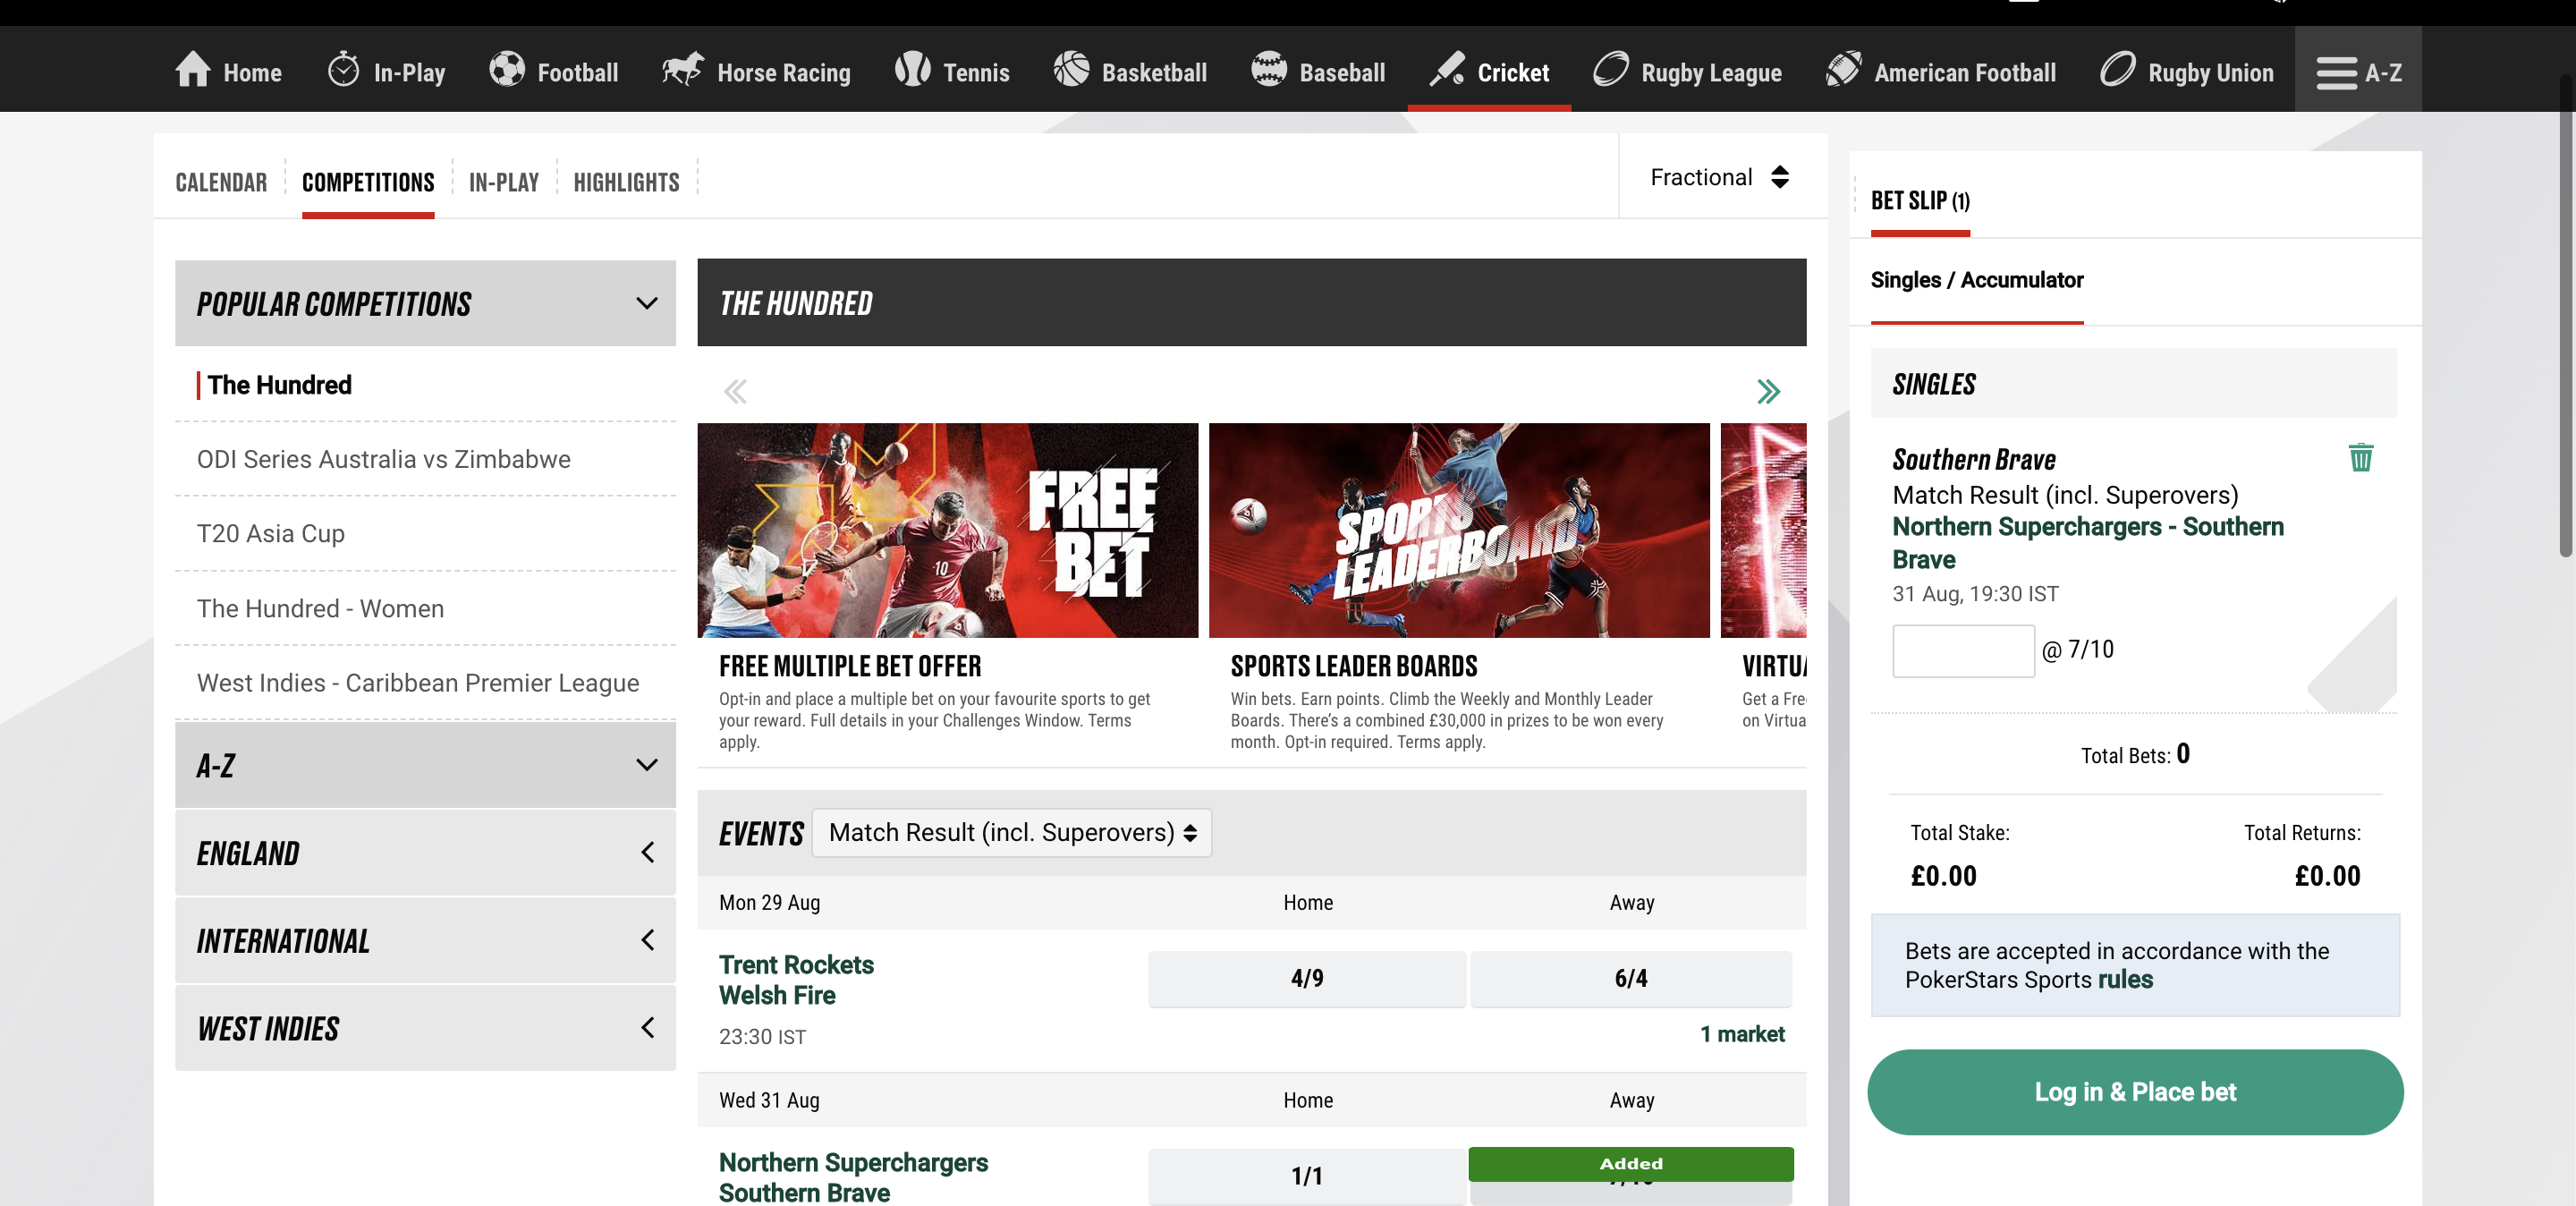 Home
In-Play
Football
Horse Racing
Tennis
Basketball
Baseball
Cricket
Rugby League
American Football
Rugby Union
A-Z
CALENDAR
COMPETITIONS
IN-PLAY
HIGHLIGHTS
Fractional
POPULAR COMPETITIONS
The Hundred
ODI Series Australia vs Zimbabwe
T20 Asia Cup
The Hundred - Women
West Indies - Caribbean Premier League
A-Z
ENGLAND
INTERNATIONAL
WEST INDIES
THE HUNDRED
10
FREE
BET
FREE MULTIPLE BET OFFER
Opt-in and place a multiple bet on your favourite sports to get
your reward. Full details in your Challenges Window. Terms
apply.
SPORTS
LEADERBOARD
SPORTS LEADER BOARDS
Win bets. Earn points. Climb the Weekly and Monthly Leader
Boards. There's a combined £30,000 in prizes to be won every
month. Opt-in required. Terms apply.
VIRTUA
Get a Fre
on Virtua
EVENTS
Match Result (incl. Superovers)
Mon 29 Aug
Home
Away
Trent Rockets
Welsh Fire
4/9
6/4
23:30 IST
1 market
Wed 31 Aug
Home
Away
Northern Superchargers
Southern Brave
1/1
Added
BET SLIP (1)
Singles / Accumulator
SINGLES
Southern Brave
Match Result (incl. Superovers)
Northern Superchargers - Southern
Brave
31 Aug, 19:30 IST
@ 7/10
Total Bets: 0
Total Stake:
Total Returns:
£0.00
£0.00
Bets are accepted in accordance with the
PokerStars Sports rules
Log in & Place bet